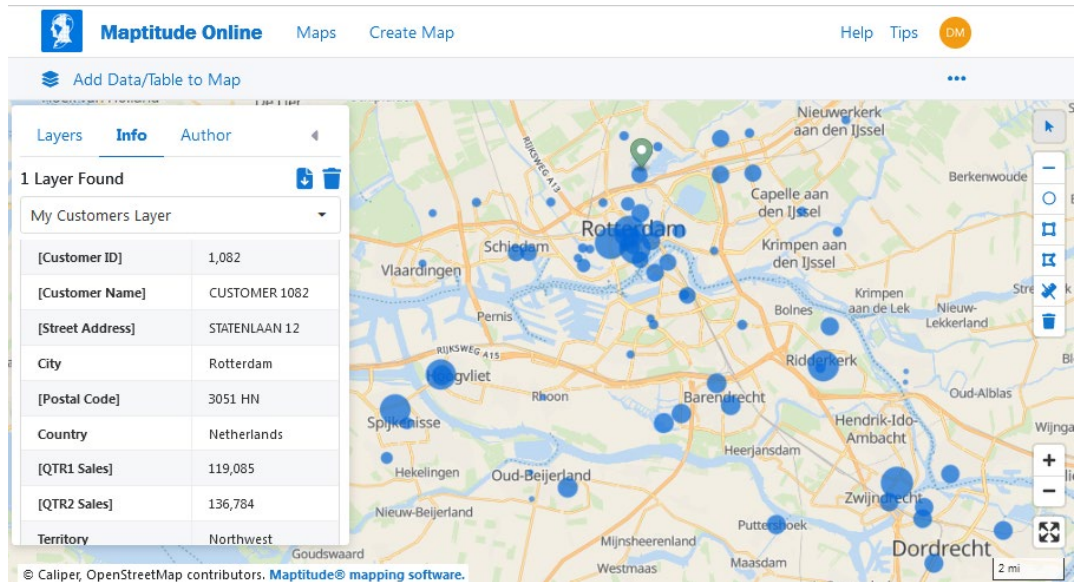 Maptitude Online Maps Create Map Help Tips DM
Add Data/Table to Map
Layers Info Author
1 Layer Found
My Customers Layer
[Customer ID] 1,082
[Customer Name] CUSTOMER 1082
[Street Address] STATENLAAN 12
City Rotterdam
[Postal Code] 3051 HN
Country Netherlands
[QTR1 Sales] 119,085
[QTR2 Sales] 136,784
Territory Northwest
Nieuwerkerk
aan den IJssel
RIJKSWEG A13
Berkenwoude
Capelle aan
den IJssel
Rotterdam
Schiedam
Krimpen aan
den IJssel
Vlaardingen
Krimpen
aan de Lek
Nieuw-
Lekkerland
Bolnes
Pernis
RIJKSWEG A15
Ridderkerk
Hoogvliet
Rhoon
Barendrecht
Oud-Alblas
Spijkenisse
Hendrik-Ido-
Ambacht
Heerjansdam
Hekelingen
Oud-Beijerland
Zwijndrecht
Nieuw-Beijerland
Puttershoek
Mijnsheerenland
Dordrecht
Goudswaard
Westmaas
Maasdam
2 mi
© Caliper, OpenStreetMap contributors. Maptitude® mapping software.